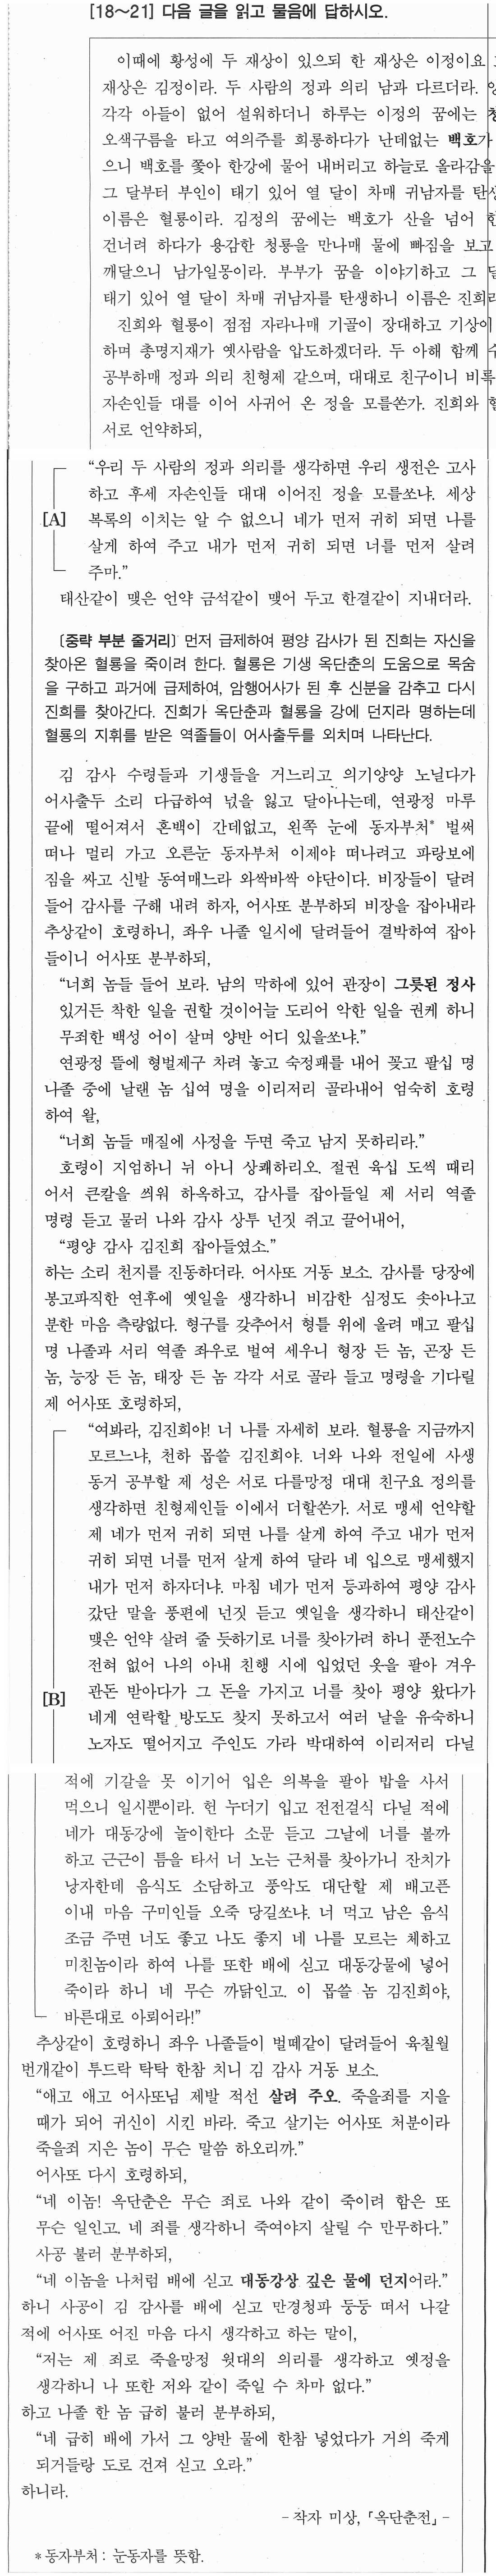 [18～21] 다음 글을 읽고 물음에 답하시오.
이때에 황성에 두 재상이 있으되 한 재상은 이정이요
재상은 김정이라. 두 사람의 정과 의리 남과 다르더라.
각각 아들이 없어 설워하더니 하루는 이정의 꿈에는
오색구름을 타고 여의주를 희롱하다가 난데없는 백호가
으니 백호를 쫓아 한강에 물어 내버리고 하늘로 올라감을
그 달부터 부인이 태기 있어 열 달이 차매 귀남자를 탄생
이름은 혈룡이라. 김정의 꿈에는 백호가 산을 넘어
건너려 하다가 용감한 청룡을 만나매 물에 빠짐을 보고
깨달으니 남가일몽이라. 부부가 꿈을 이야기하고 그
태기 있어 열 달이 차매 귀남자를 탄생하니 이름은 진희
진희와 혈룡이 점점 자라나매 기골이 장대하고 기상이
하며 총명지재가 옛사람을 압도하겠더라. 두 아해 함께
공부하매 정과 의리 친형제 같으며, 대대로 친구이니 비록
자손인들 대를 이어 사귀어 온 정을 모를쏜가. 진희와
서로 언약하되,
[A]
“우리 두 사람의 정과 의리를 생각하면 우리 생전은 고사
하고 후세 자손인들 대대 이어진 정을 모를쏘냐. 세상
복록의 이치는 알 수 없으니 네가 먼저 귀히 되면 나를
살게 하여 주고 내가 먼저 귀히 되면 너를 먼저 살려
주마.”
태산같이 맺은 언약 금석같이 맺어 두고 한결같이 지내더라.
〔중략 부분 줄거리〕 먼저 급제하여 평양 감사가 된 진희는 자신을
찾아온 혈룡을 죽이려 한다. 혈룡은 기생 옥단춘의 도움으로 목숨
을 구하고 과거에 급제하여, 암행어사가 된 후 신분을 감추고 다시
진희를 찾아간다. 진희가 옥단춘과 혈룡을 강에 던지라 명하는데
혈룡의 지휘를 받은 역졸들이 어사출두를 외치며 나타난다.
김 감사 수령들과 기생들을 거느리고 의기양양 노닐다가
어사출두 소리 다급하여 넋을 잃고 달아나는데, 연광정 마루
끝에 떨어져서 혼백이 간데없고, 왼쪽 눈에 동자부처* 벌써
떠나 멀리 가고 오른눈 동자부처 이제야 떠나려고 파랑보에
짐을 싸고 신발 동여매느라 와싹바싹 야단이다. 비장들이 달려
들어 감사를 구해 내려 하자, 어사또 분부하되 비장을 잡아내라
추상같이 호령하니, 좌우 나졸 일시에 달려들어 결박하여 잡아
들이니 어사또 분부하되,
“너희 놈들 들어 보라. 남의 막하에 있어 관장이 그릇된 정사
있거든 착한 일을 권할 것이어늘 도리어 악한 일을 권케 하니
무죄한 백성 어이 살며 양반 어디 있을쏘냐.”
연광정 뜰에 형벌제구 차려 놓고 숙정패를 내어 꽂고 팔십 명
나졸 중에 날랜 놈 십여 명을 이리저리 골라내어 엄숙히 호령
하여 왈,
“너희 놈들 매질에 사정을 두면 죽고 남지 못하리라.”
호령이 지엄하니 뉘 아니 상쾌하리오. 절권 육십 도씩 때리
어서 큰칼을 씌워 하옥하고, 감사를 잡아들일 제 서리 역졸
명령 듣고 물러 나와 감사 상투 넌짓 쥐고 끌어내어,
“평양 감사 김진희 잡아들였소.”
하는 소리 천지를 진동하더라. 어사또 거동 보소. 감사를 당장에
봉고파직한 연후에 옛일을 생각하니 비감한 심정도 솟아나고
분한 마음 측량없다. 형구를 갖추어서 형틀 위에 올려 매고 팔십
명 나졸과 서리 역졸 좌우로 벌여 세우니 형장 든 놈, 곤장 든
놈, 능장 든 놈, 태장 든 놈 각각 서로 골라 들고 명령을 기다릴
제 어사또 호령하되,
[B]
“여봐라, 김진희야! 너 나를 자세히 보라. 혈룡을 지금까지
모르느냐, 천하 몹쓸 김진희야. 너와 나와 전일에 사생
동거 공부할 제 성은 서로 다를망정 대대 친구요 정의를
생각하면 친형제인들 이에서 더할쏜가. 서로 맹세 언약할
제 네가 먼저 귀히 되면 나를 살게 하여 주고 내가 먼저
귀히 되면 너를 먼저 살게 하여 달라 네 입으로 맹세했지
내가 먼저 하자더냐. 마침 네가 먼저 등과하여 평양 감사
갔단 말을 풍편에 넌짓 듣고 옛일을 생각하니 태산같이
맺은 언약 살려 줄 듯하기로 너를 찾아가려 하니 푼전노수
전혀 없어 나의 아내 친행 시에 입었던 옷을 팔아 겨우
관돈 받아다가 그 돈을 가지고 너를 찾아 평양 왔다가
네게 연락할 방도도 찾지 못하고서 여러 날을 유숙하니
노자도 떨어지고 주인도 가라 박대하여 이리저리 다닐
적에 기갈을 못 이기어 입은 의복을 팔아 밥을 사서
먹으니 일시뿐이라. 헌 누더기 입고 전전걸식 다닐 적에
네가 대동강에 놀이한다 소문 듣고 그날에 너를 볼까
하고 근근이 틈을 타서 너 노는 근처를 찾아가니 잔치가
낭자한데 음식도 소담하고 풍악도 대단할 제 배고픈
이내 마음 구미인들 오죽 당길쏘냐. 너 먹고 남은 음식
조금 주면 너도 좋고 나도 좋지 네 나를 모르는 체하고
미친놈이라 하여 나를 또한 배에 싣고 대동강물에 넣어
죽이라 하니 네 무슨 까닭인고. 이 몹쓸 놈 김진희야,
바른대로 아뢰어라!”
추상같이 호령하니 좌우 나졸들이 벌떼같이 달려들어 육칠월
번개같이 투드락 탁탁 한참 치니 김 감사 거동 보소.
“애고 애고 어사또님 제발 적선 살려 주오. 죽을죄를 지을
때가 되어 귀신이 시킨 바라. 죽고 살기는 어사또 처분이라
죽을죄 지은 놈이 무슨 말씀 하오리까.”
어사또 다시 호령하되,
“네 이놈! 옥단춘은 무슨 죄로 나와 같이 죽이려 함은 또
무슨 일인고. 네 죄를 생각하니 죽여야지 살릴 수 만무하다.”
사공 불러 분부하되,
“네 이놈을 나처럼 배에 싣고 대동강상 깊은 물에 던지어라.”
하니 사공이 김 감사를 배에 싣고 만경창파 둥둥 떠서 나갈
적에 어사또 어진 마음 다시 생각하고 하는 말이,
“저는 제 죄로 죽을망정 윗대의 의리를 생각하고 옛정을
생각하니 나 또한 저와 같이 죽일 수 차마 없다.”
하고 나졸 한 놈 급히 불러 분부하되,
“네 급히 배에 가서 그 양반 물에 한참 넣었다가 거의 죽게
되거들랑 도로 건져 싣고 오라.”
하니라.
- 작자 미상, 「옥단춘전」 -
*동자부처 : 눈동자를 뜻함.